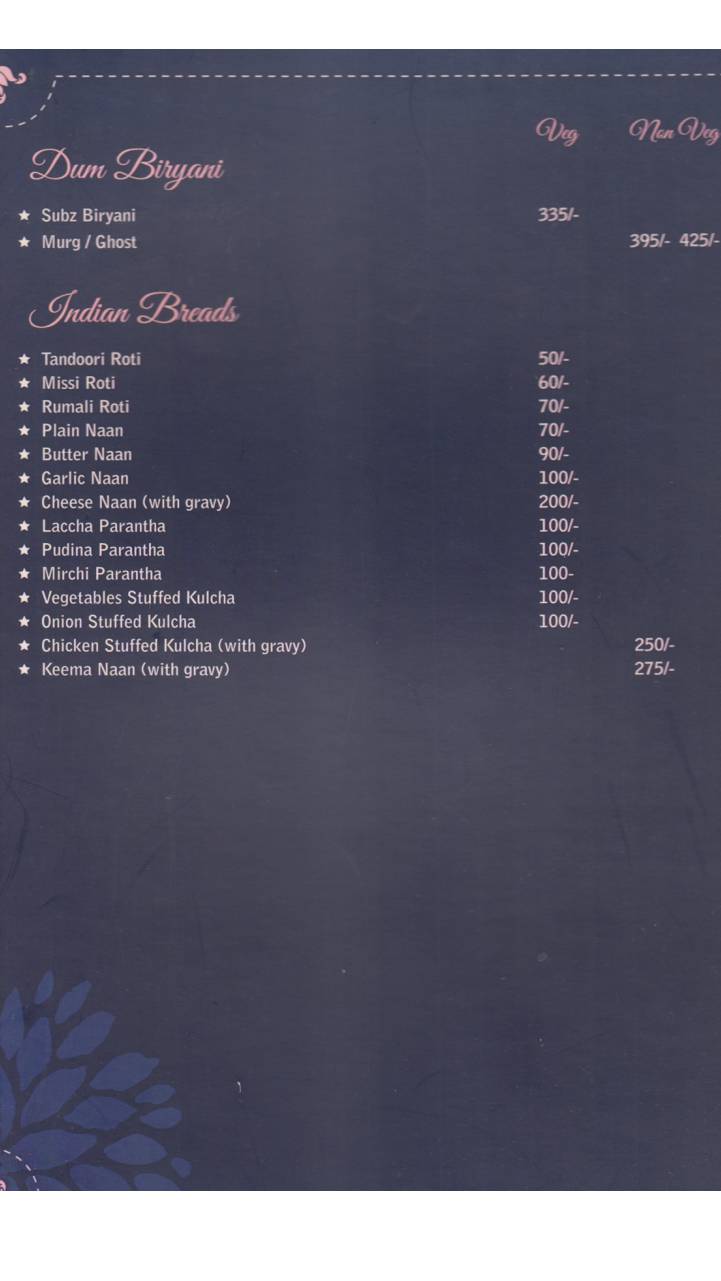 Veg Non Veg
Dum Biryani
Subz Biryani 335/-
Murg / Ghost 395/- 425/-
Indian Breads
Tandoori Roti 50/-
Missi Roti 60/-
Rumali Roti 70/-
Plain Naan 70/-
Butter Naan 90/-
Garlic Naan 100/-
Cheese Naan (with gravy) 200/-
Laccha Parantha 100/-
Pudina Parantha 100/-
Mirchi Parantha 100-
Vegetables Stuffed Kulcha 100/-
Onion Stuffed Kulcha 100/-
Chicken Stuffed Kulcha (with gravy) 250/-
Keema Naan (with gravy) 275/-